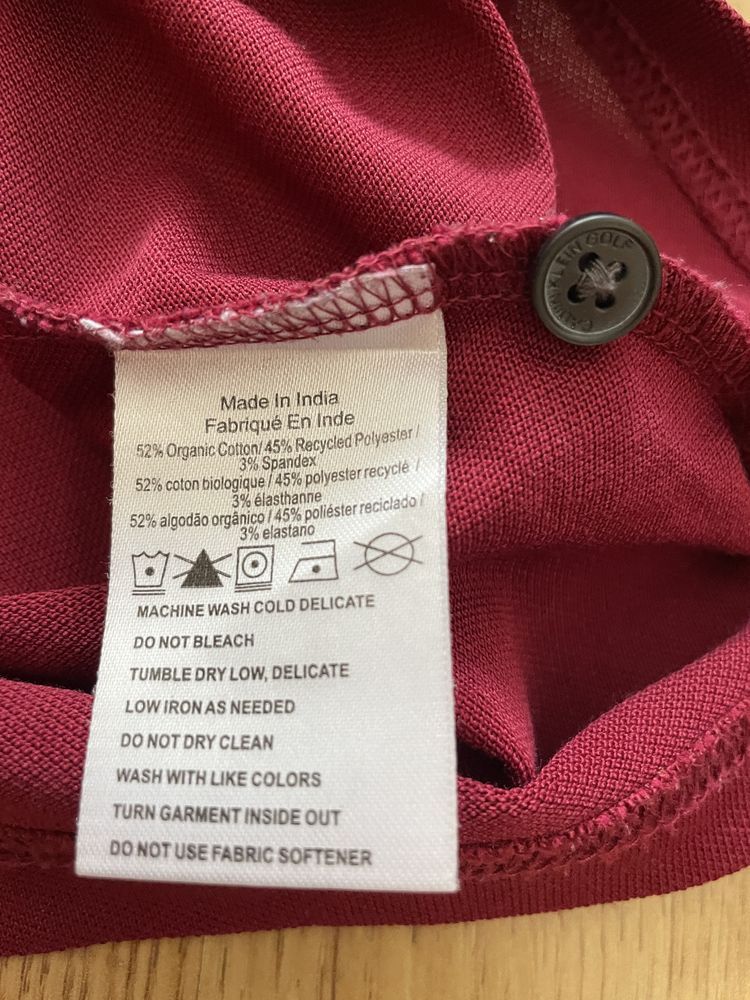 CALVIN KLEIN GOLF
Made In India
Fabriqué En Inde
52% Organic Cotton/ 45% Recycled Polyester /
3% Spandex
52% coton biologique / 45% polyester recyclé /
3% élasthanne
52% algodão orgânico / 45% poliéster reciclado /
3% elastano
MACHINE WASH COLD DELICATE
DO NOT BLEACH
TUMBLE DRY LOW, DELICATE
LOW IRON AS NEEDED
DO NOT DRY CLEAN
WASH WITH LIKE COLORS
TURN GARMENT INSIDE OUT
DO NOT USE FABRIC SOFTENER